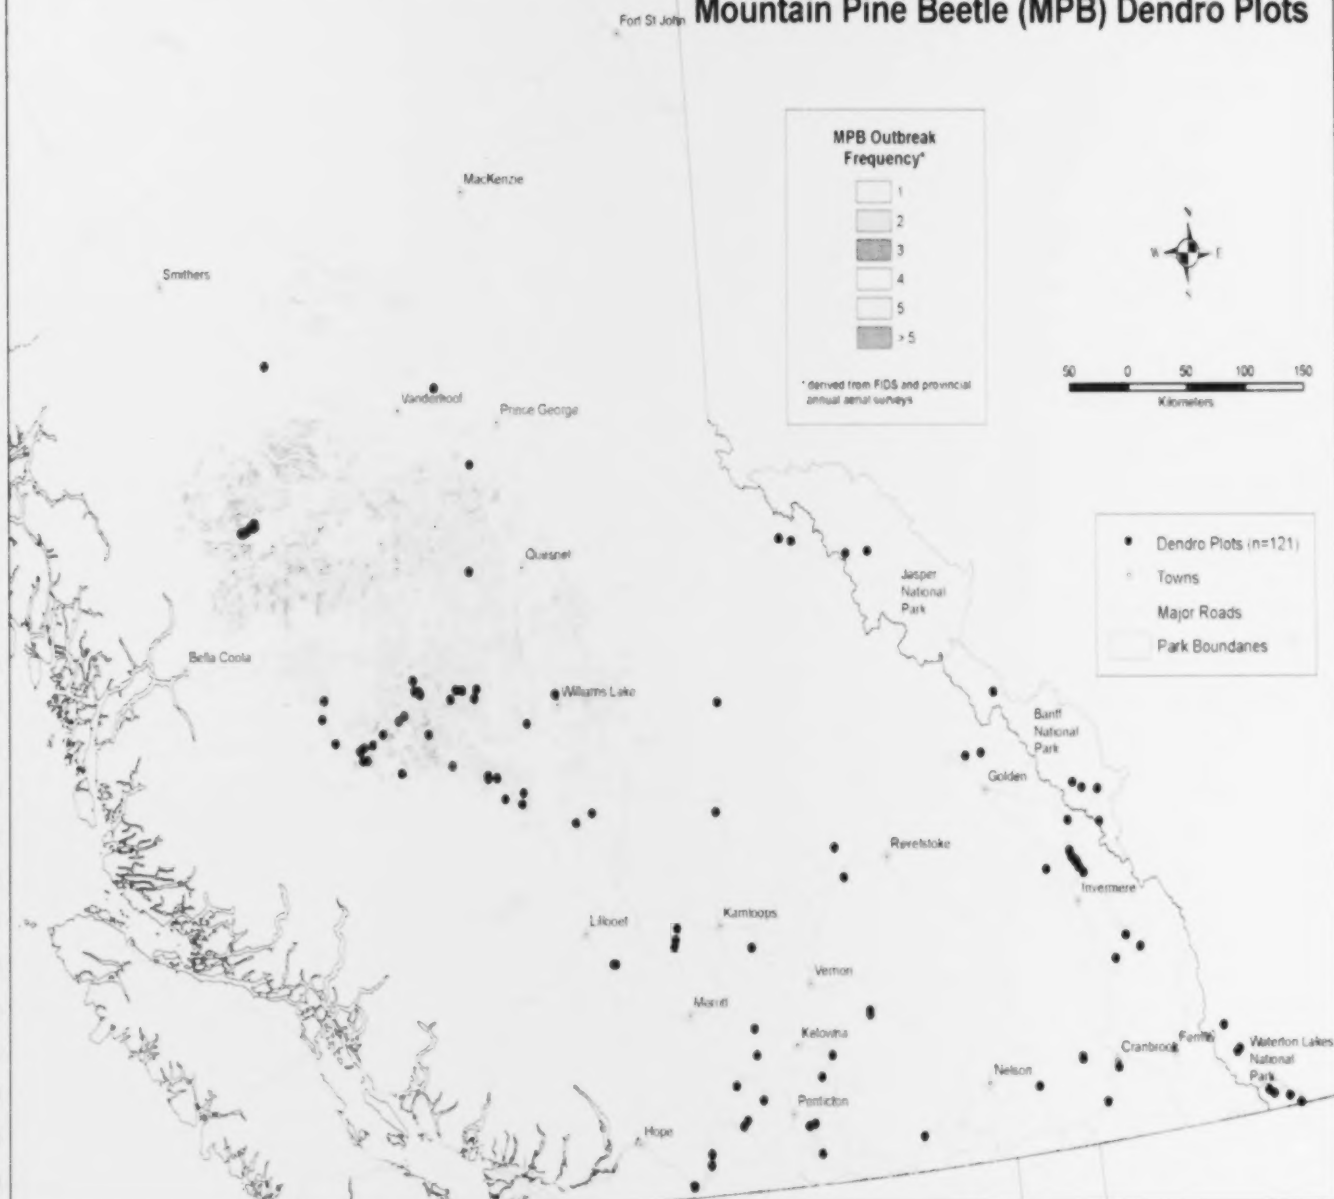 Mountain Pine Beetle (MPB) Dendro Plots
Fort St John
MPB Outbreak
Frequency*
1
2
3
4
5
> 5
* derived from FIDS and provincial
annual aerial surveys
N
W E
S
50 0 50 100 150
Kilometers
Dendro Plots (n=121)
Towns
Major Roads
Park Boundaries
MacKenzie
Smithers
Vanderhoof
Prince George
Quesnel
Jasper
National
Park
Bella Coola
Williams Lake
Banff
National
Park
Golden
Revelstoke
Invermere
Lillooet
Kamloops
Vernon
Merritt
Kelowna
Cranbrook
Fernie
Waterton Lakes
National
Park
Nelson
Penticton
Hope